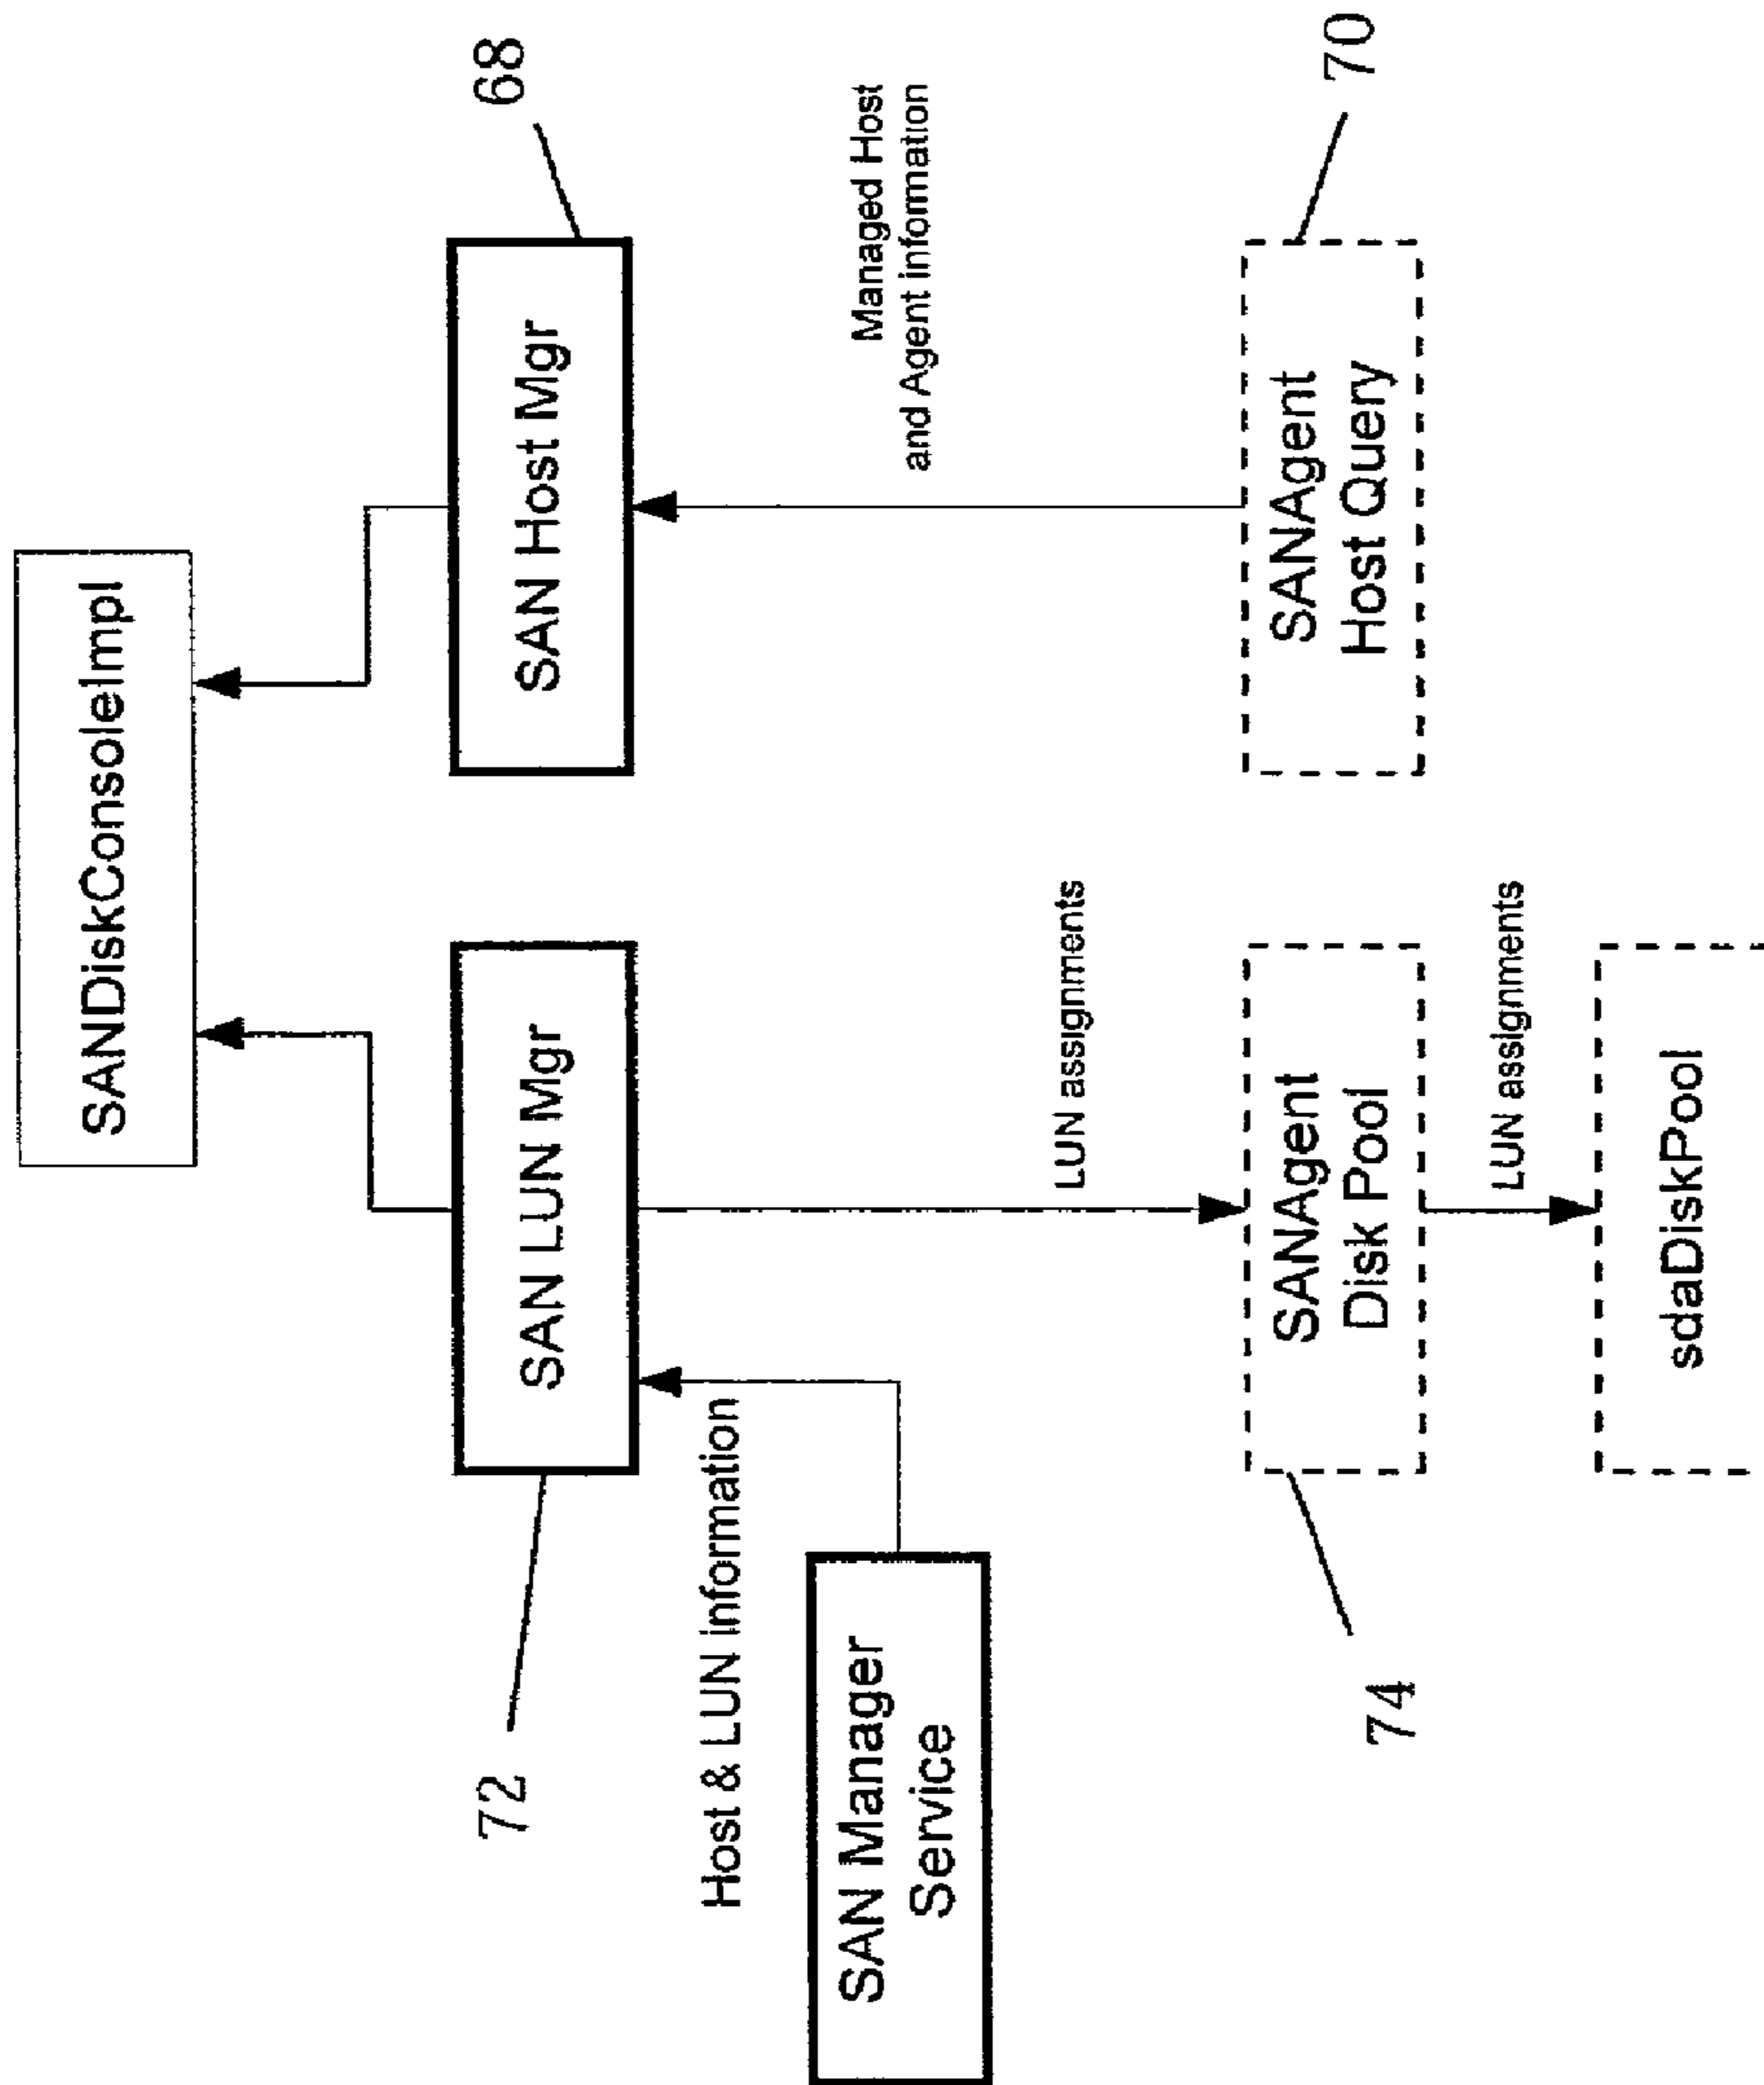 SANDiskConsoleImpl
72
SAN LUN Mgr
SAN Host Mgr
68
Host & LUN information
SAN Manager
Service
LUN assignments
Managed Host
and Agent information
74
SANAgent
Disk Pool
SANAgent
Host Query
70
LUN assignments
sdaDiskPool